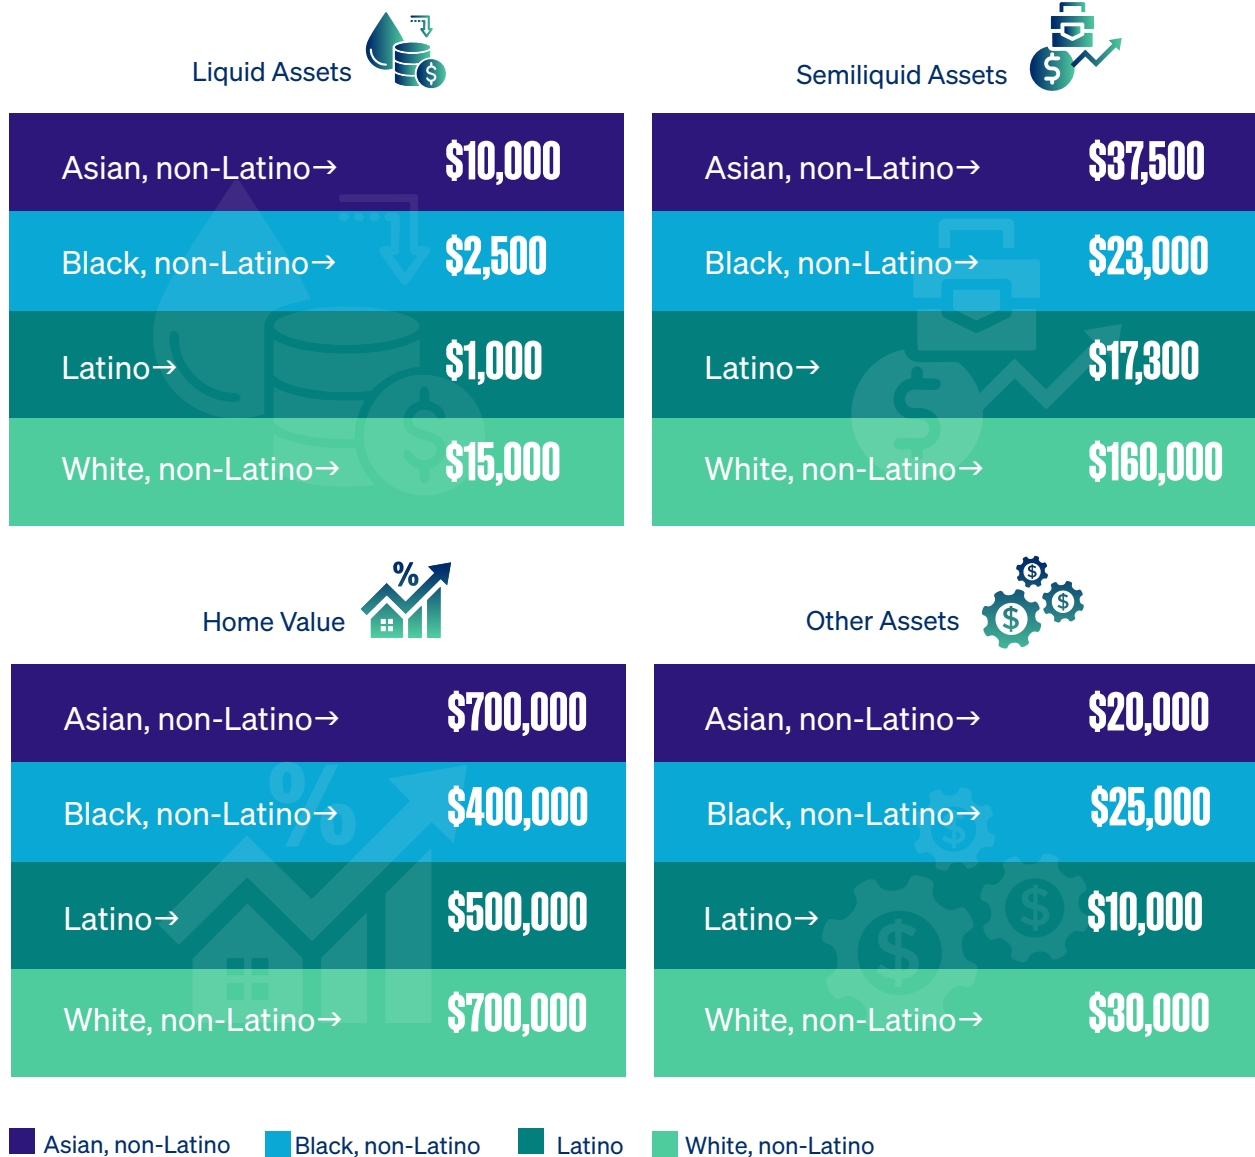 Liquid Assets
Asian, non-Latino→ $10,000
Black, non-Latino→ $2,500
Latino→ $1,000
White, non-Latino→ $15,000
Semiliquid Assets
Asian, non-Latino→ $37,500
Black, non-Latino→ $23,000
Latino→ $17,300
White, non-Latino→ $160,000
Home Value
Asian, non-Latino→ $700,000
Black, non-Latino→ $400,000
Latino→ $500,000
White, non-Latino→ $700,000
Other Assets
Asian, non-Latino→ $20,000
Black, non-Latino→ $25,000
Latino→ $10,000
White, non-Latino→ $30,000
Asian, non-Latino Black, non-Latino Latino White, non-Latino